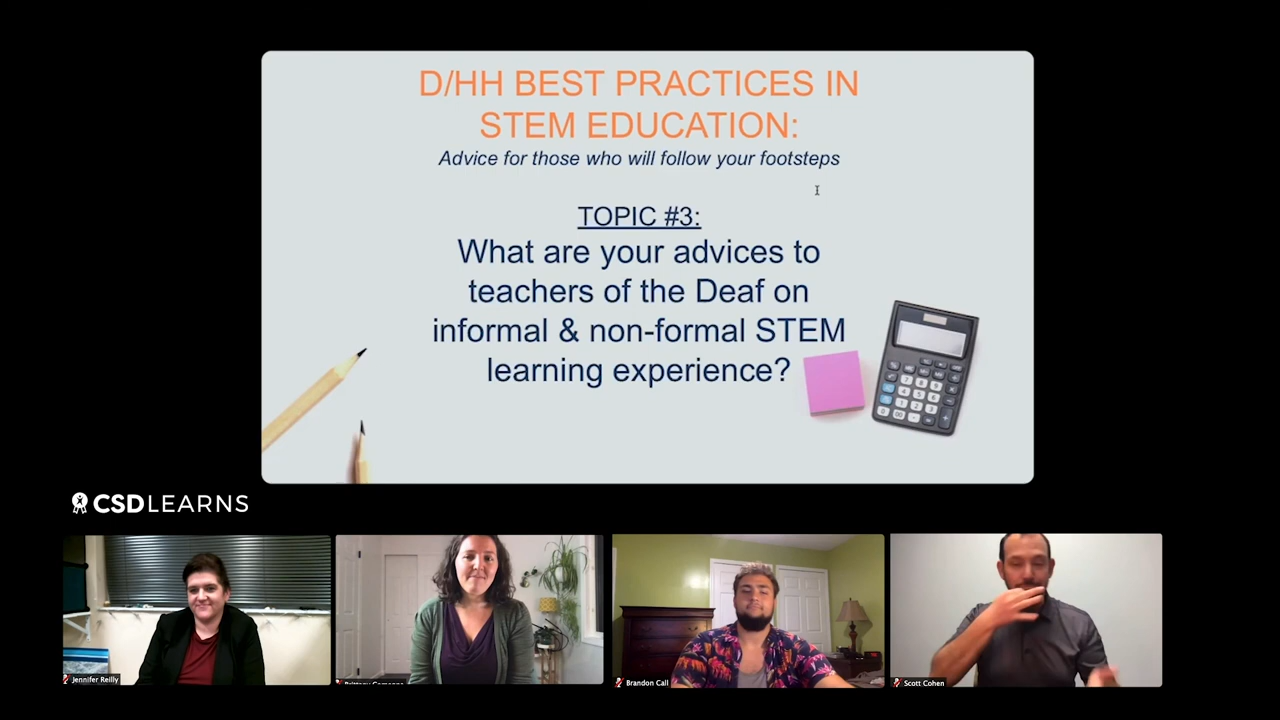 D/HH BEST PRACTICES IN
STEM EDUCATION:
Advice for those who will follow your footsteps
TOPIC #3:
What are your advices to
teachers of the Deaf on
informal & non-formal STEM
learning experience?
CSDLEARNS
Jennifer Reilly
Brandon Call
Scott Cohen